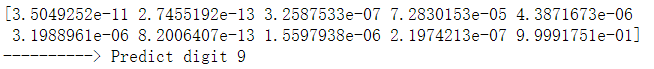 [3.5049252e-11 2.7455192e-13 3.2587533e-07 7.2830153e-05 4.3871673e-06
 3.1988961e-06 8.2006407e-13 1.5597938e-06 2.1974213e-07 9.9991751e-01]
----------> Predict digit 9